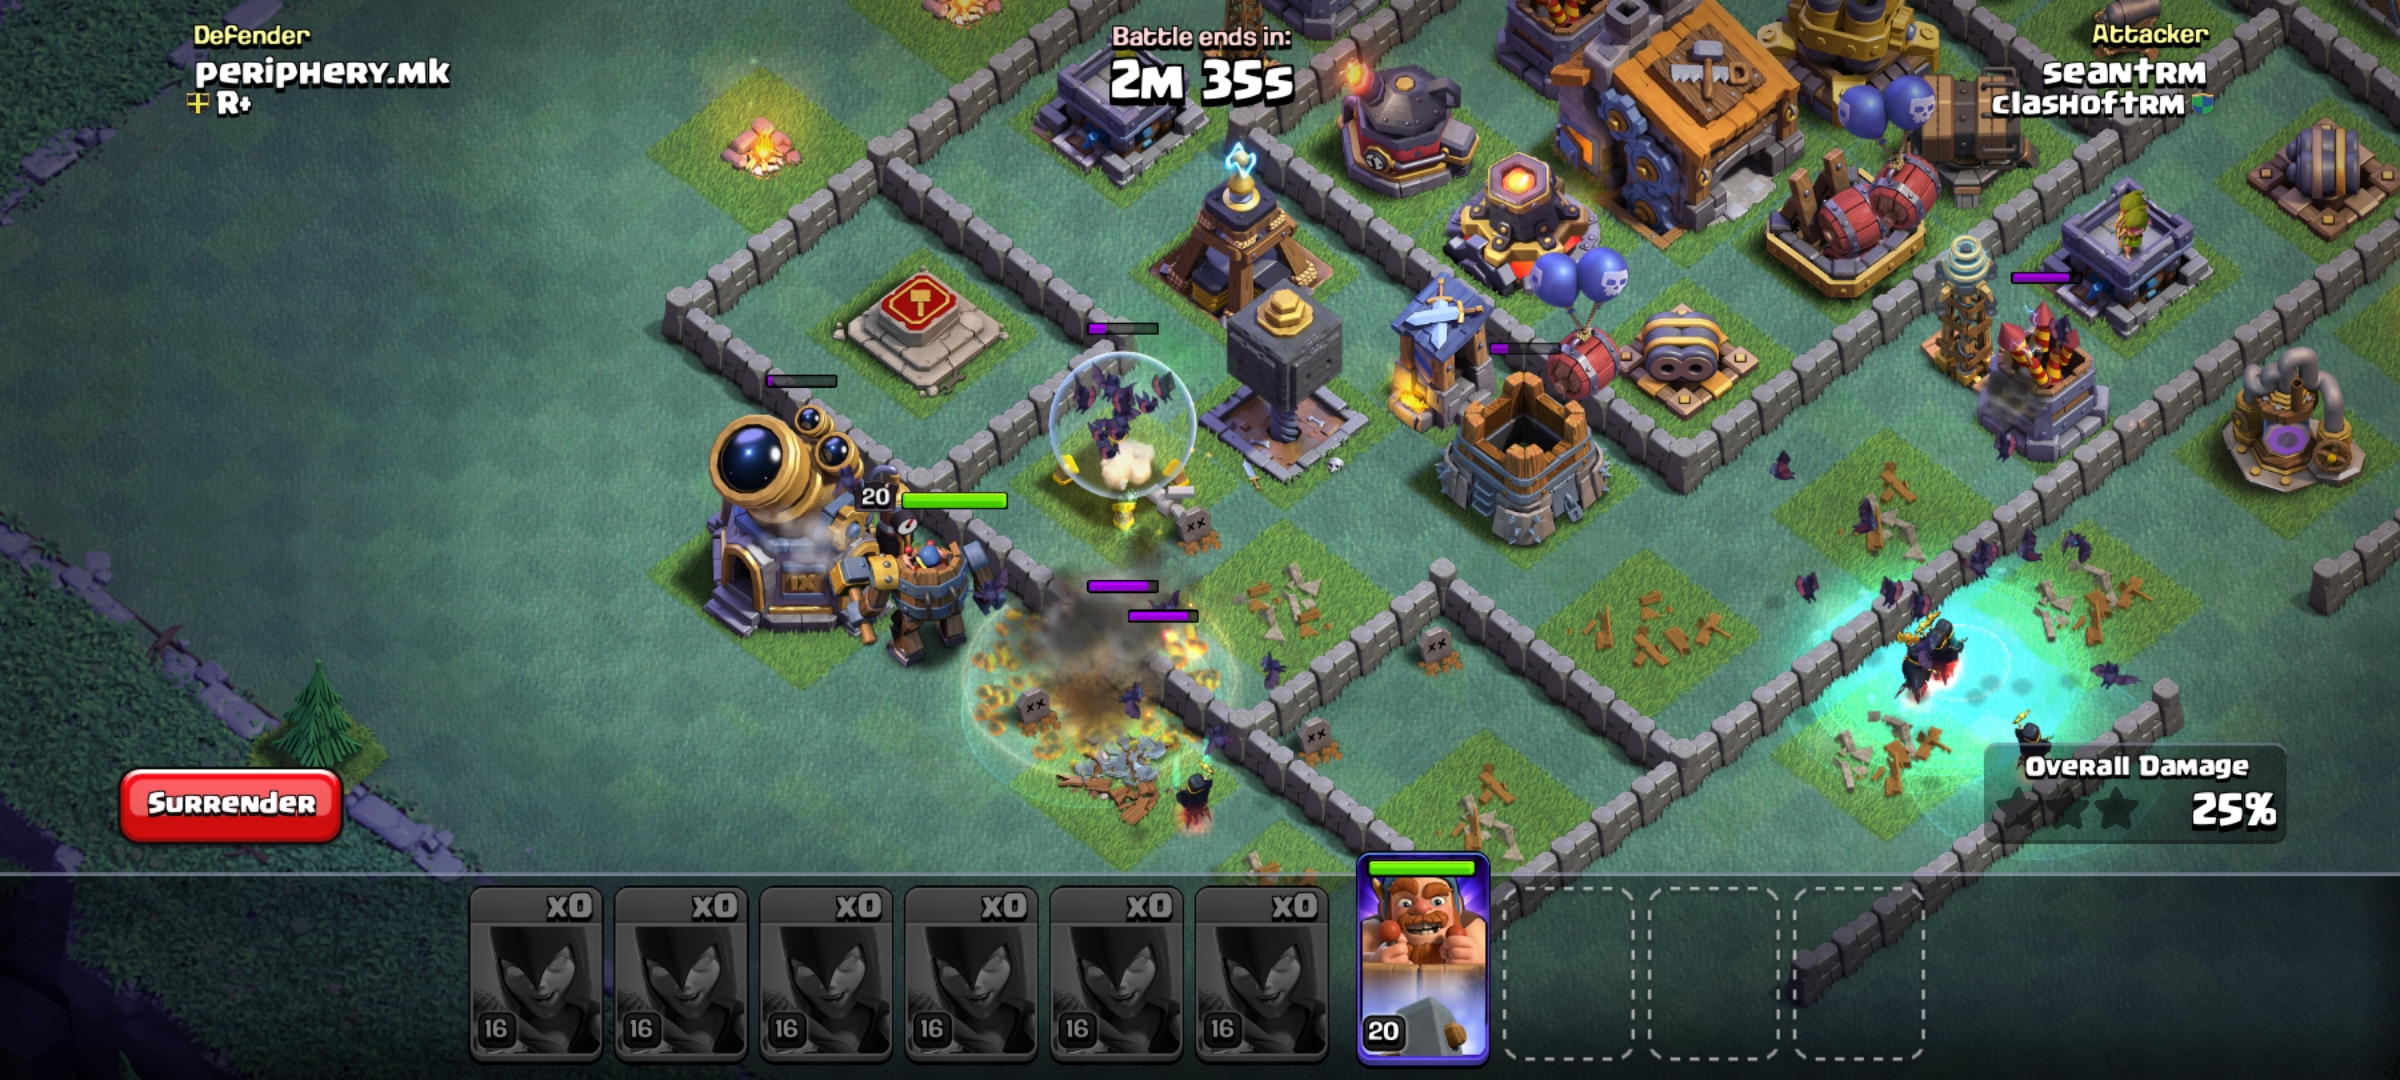 Defender
PERIPHERY.MK
R+
Battle ends in:
2M 35s
Attacker
seantRM
clashoftRM
20
IX
Surrender
Overall Damage
25%
x0
x0
x0
x0
x0
x0
16
16
16
16
16
16
20